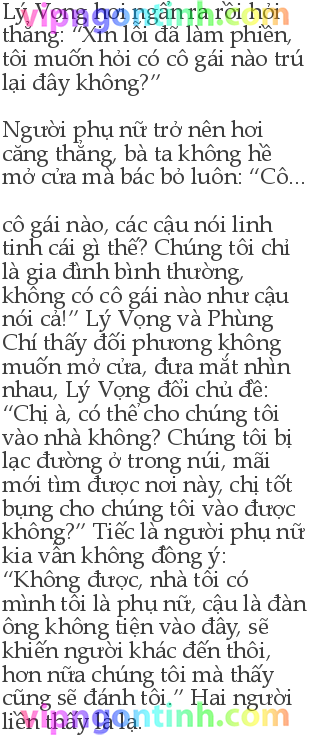 Lý Vọng hơi ngẩn ra rồi hỏi
thăng: “Xin lỗi đã làm phiền,
tôi muốn hỏi có cô gái nào trú
lại đây không?”
Người phụ nữ trở nên hơi
căng thẳng, bà ta không hề
mở cửa mà bác bỏ luôn: “Cô...
cô gái nào, các cậu nói linh
tinh cái gì thế? Chúng tôi chỉ
là gia đình bình thường,
không có cô gái nào như cậu
nói cả!” Lý Vọng và Phùng
Chí thấy đối phương không
muốn mở cửa, đưa mắt nhìn
nhau, Lý Vọng đổi chủ đề:
“Chị à, có thể cho chúng tôi
vào nhà không? Chúng tôi bị
lạc đường ở trong núi, mãi
mới tìm được nơi này, chị tốt
bụng cho chúng tôi vào được
không?” Tiếc là người phụ nữ
kia vẫn không đồng ý:
“Không được, nhà tôi có
mình tôi là phụ nữ, cậu là đàn
ông không tiện vào đây, sẽ
khiến người khác đến thôi,
hơn nữa chúng tôi mà thấy
cũng sẽ đánh tôi.” Hai người
liền thấy là lạ.
vipngontinh.com
vipngontinh.com